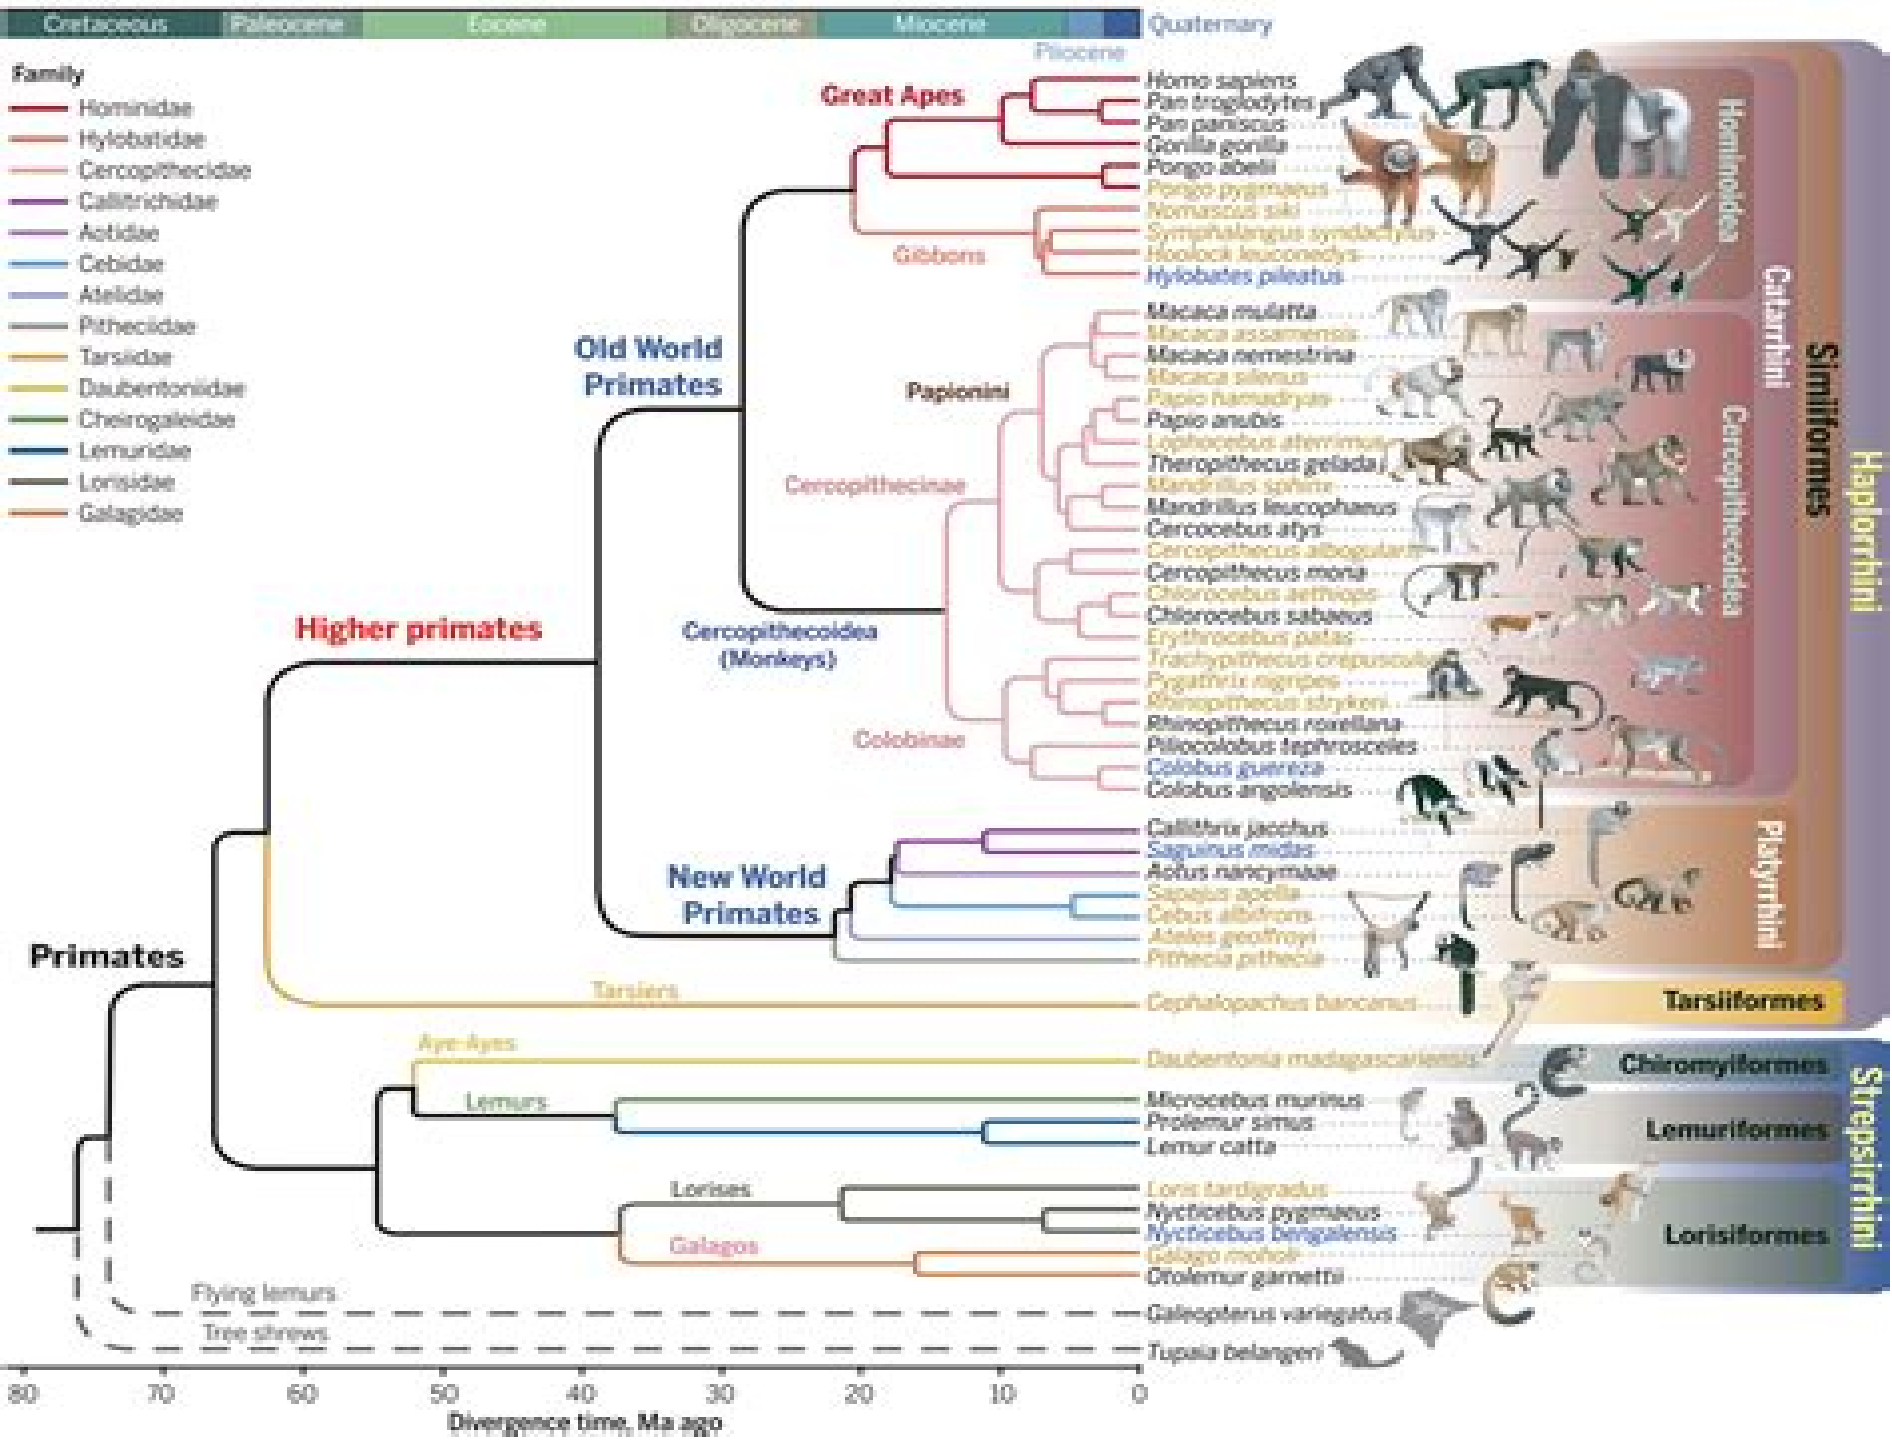 Cretaceous Paleocene Eocene Oligocene Miocene Quaternary
Pliocene
Family
Hominidae
Hylobatidae
Cercopithecidae
Callitrichidae
Aotidae
Cebidae
Atelidae
Pitheciidae
Tarsiidae
Daubentoniidae
Cheirogaleidae
Lemuridae
Lorisidae
Galagidae
Great Apes
Gibbons
Old World
Primates
Papionini
Cercopithecinae
Higher primates
Cercopithecoidea
(Monkeys)
Colobinae
New World
Primates
Primates
Tarsiers
Aye-Ayes
Lemurs
Lorises
Galagos
Flying lemurs
Tree shrews
Homo sapiens
Pan troglodytes
Pan paniscus
Gorilla gorilla
Pongo abelii
Pongo pygmaeus
Nomascus siki
Symphalangus syndactylus
Hoolock leuconedys
Hylobates pileatus
Macaca mulatta
Macaca assamensis
Macaca nemestrina
Macaca silenus
Papio hamadryas
Papio anubis
Lophocebus aterrimus
Theropithecus gelada
Mandrillus sphinx
Mandrillus leucophaeus
Cercocebus atys
Cercopithecus albogularis
Cercopithecus mona
Chlorocebus aethiops
Chlorocebus sabaeus
Erythrocebus patas
Trachypithecus crepusculus
Pygathrix nigripes
Rhinopithecus strykeri
Rhinopithecus roxellana
Piliocolobus tephrosceles
Colobus guereza
Colobus angolensis
Callithrix jacchus
Saguinus midas
Aotus nancymaae
Sapajus apella
Cebus albifrons
Ateles geoffroyi
Pithecia pithecia
Cephalopachus bancanus
Daubentonia madagascariensis
Microcebus murinus
Prolemur simus
Lemur catta
Loris tardigradus
Nycticebus pygmaeus
Nycticebus bengalensis
Galago moholi
Otolemur garnettii
Galeopterus variegatus
Tupaia belangeri
Hominoidea
Catarrhini
Simiiformes
Haplorrhini
Cercopithecoidea
Platyrrhini
Tarsiiformes
Chiromyiformes
Lemuriformes
Lorisiformes
Strepsirrhini
80 70 60 50 40 30 20 10 0
Divergence time, Ma ago